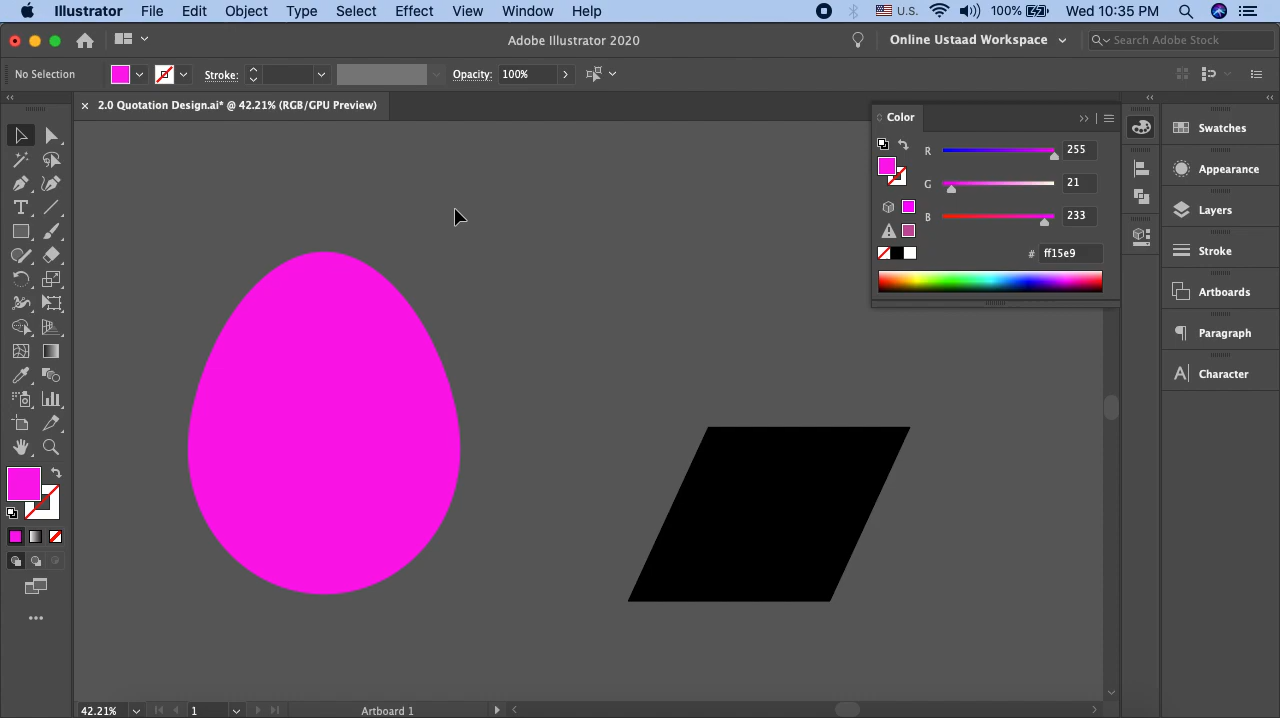 Illustrator File Edit Object Type Select Effect View Window Help U.S. 100% Wed 10:35 PM
Adobe Illustrator 2020 Online Ustaad Workspace Search Adobe Stock
No Selection Stroke: Opacity: 100%
2.0 Quotation Design.ai* @ 42.21% (RGB/GPU Preview)
Color
R 255
G 21
B 233
# ff15e9
Swatches
Appearance
Layers
Stroke
Artboards
Paragraph
Character
42.21% 1 Artboard 1